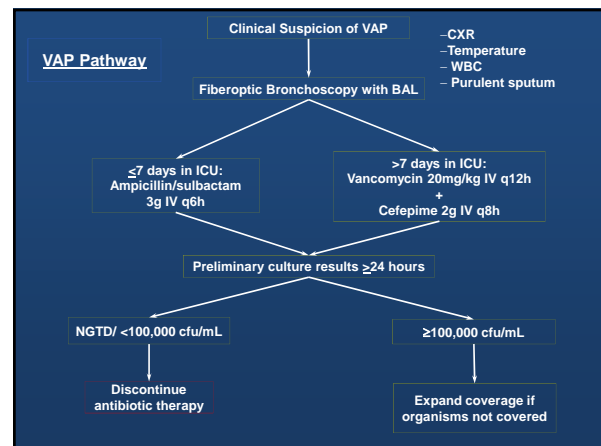 Clinical Suspicion of VAP
–CXR
–Temperature
– WBC
– Purulent sputum
VAP Pathway
Fiberoptic Bronchoscopy with BAL
≤7 days in ICU:
Ampicillin/sulbactam
3g IV q6h
>7 days in ICU:
Vancomycin 20mg/kg IV q12h
+
Cefepime 2g IV q8h
Preliminary culture results ≥24 hours
NGTD/ <100,000 cfu/mL
≥100,000 cfu/mL
Discontinue
antibiotic therapy
Expand coverage if
organisms not covered